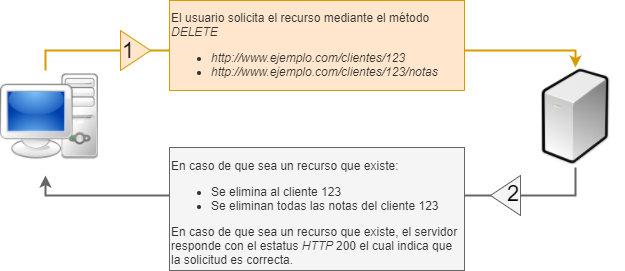 El usuario solicita el recurso mediante el método
DELETE
• http://www.ejemplo.com/clientes/123
• http://www.ejemplo.com/clientes/123/notas
1
En caso de que sea un recurso que existe:
• Se elimina al cliente 123
• Se eliminan todas las notas del cliente 123
En caso de que sea un recurso que existe, el servidor
responde con el estatus HTTP 200 el cual indica que
la solicitud es correcta.
2